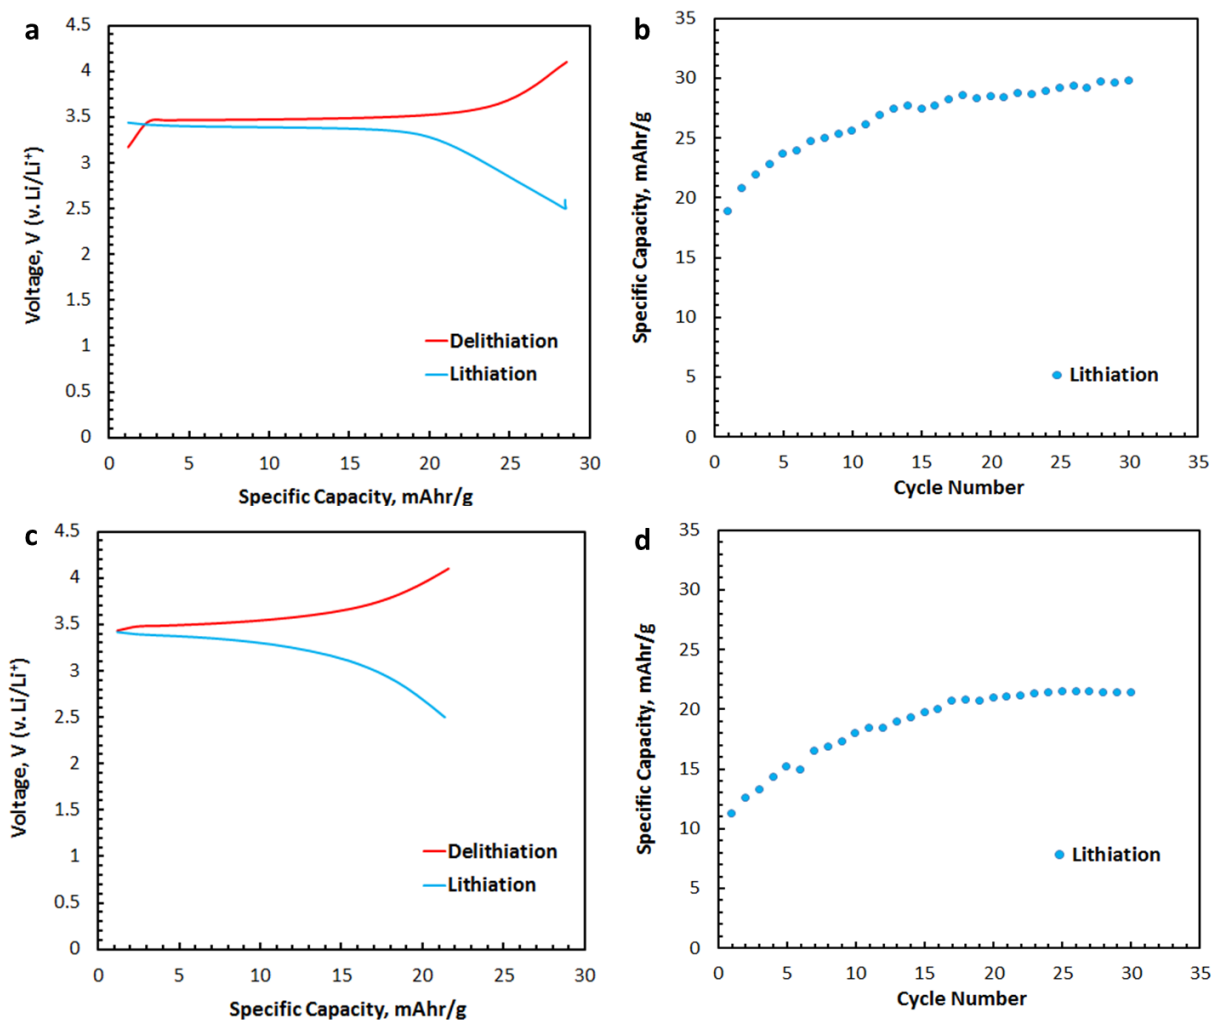 a
4.5
4
3.5
3
2.5
2
1.5
1
0.5
0
Voltage, V (v. Li/Li⁺)
Delithiation
Lithiation
0 5 10 15 20 25 30
Specific Capacity, mAhr/g
b
35
30
25
20
15
10
5
0
Specific Capacity, mAhr/g
Lithiation
0 5 10 15 20 25 30 35
Cycle Number
c
4.5
4
3.5
3
2.5
2
1.5
1
0.5
0
Voltage, V (v. Li/Li⁺)
Delithiation
Lithiation
0 5 10 15 20 25 30
Specific Capacity, mAhr/g
d
35
30
25
20
15
10
5
0
Specific Capacity, mAhr/g
Lithiation
0 5 10 15 20 25 30 35
Cycle Number